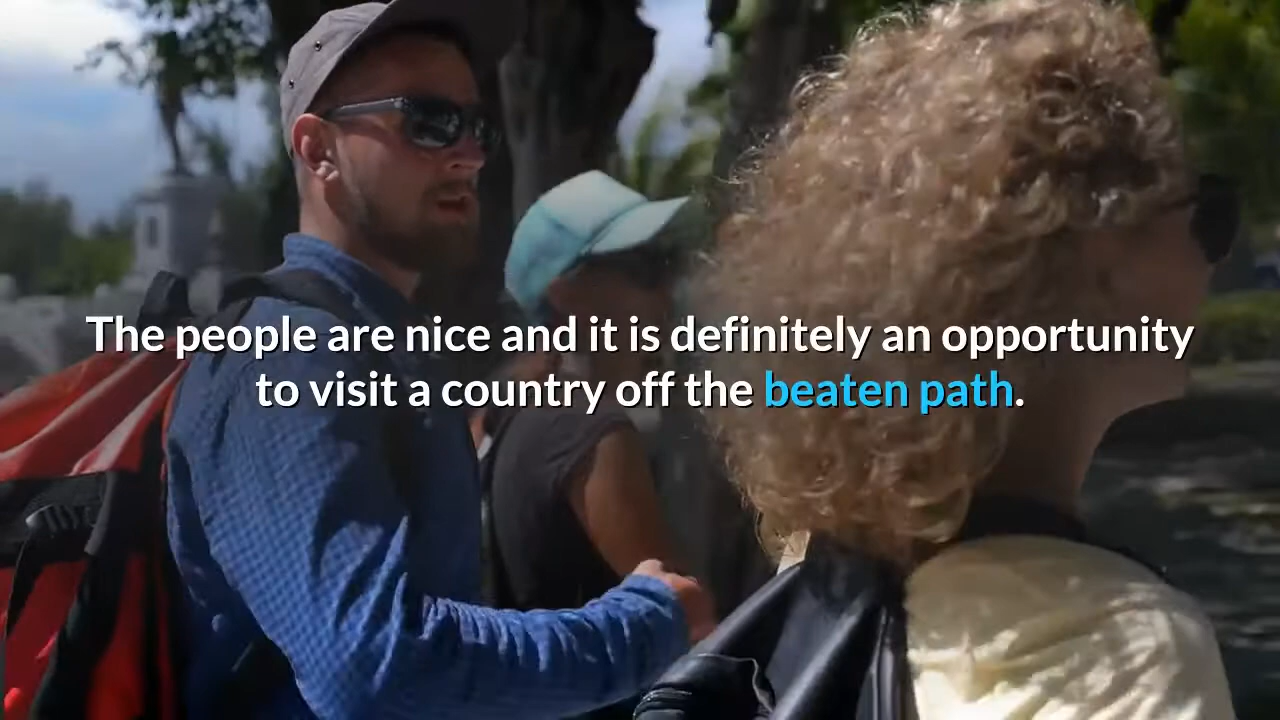 The people are nice and it is definitely an opportunity
to visit a country off the beaten path.